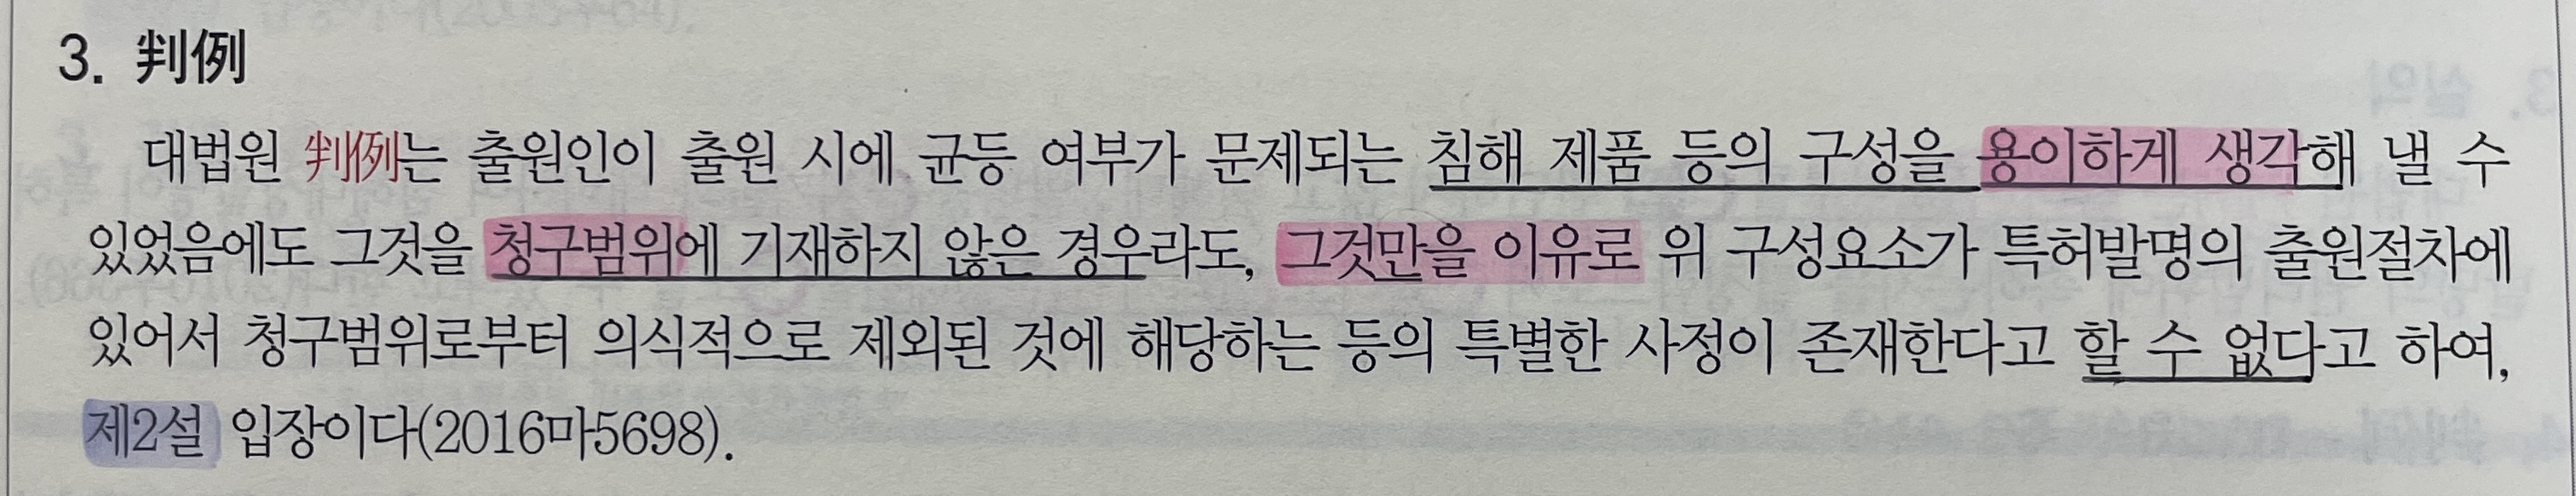 3. 判例
대법원 判例는 출원인이 출원 시에 균등 여부가 문제되는 침해 제품 등의 구성을 용이하게 생각해 낼 수
있었음에도 그것을 청구범위에 기재하지 않은 경우라도, 그것만을 이유로 위 구성요소가 특허발명의 출원절차에
있어서 청구범위로부터 의식적으로 제외된 것에 해당하는 등의 특별한 사정이 존재한다고 할 수 없다고 하여,
제2설 입장이다(2016마5698).